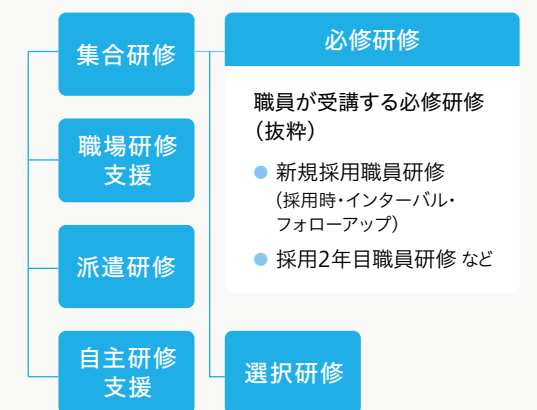 集合研修
職場研修
支援
派遣研修
自主研修
支援
必修研修
職員が受講する必修研修
（抜粋）
● 新規採用職員研修
（採用時・インターバル・
フォローアップ）
● 採用2年目職員研修 など
選択研修